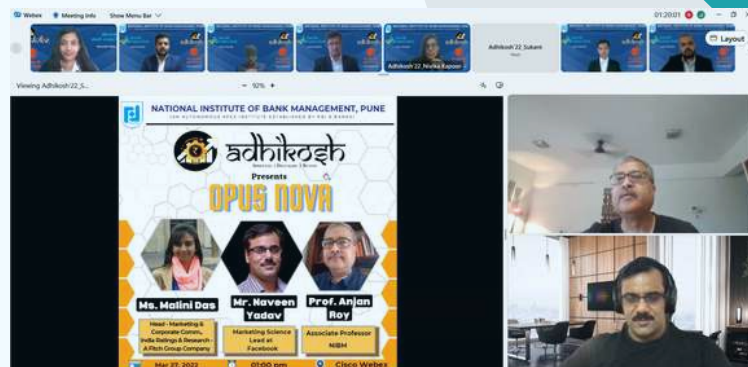 Webex Meeting Info Show Menu Bar
01:20:01
Layout
Adhikosh'22_Nivika Kapoor
Adhikosh'22_Sukant
Viewing Adhikosh'22_S...
92%
NATIONAL INSTITUTE OF BANK MANAGEMENT, PUNE
adhikosh
Presents
OPUS NOVA
Ms. Malini Das
Head - Marketing &
Corporate Comm,
India Ratings & Research -
A Fitch Group Company
Mr. Naveen
Yadav
Marketing Science
Lead at
Facebook
Prof. Anjan
Roy
Associate Professor
NIBM
Mar 27, 2022 01:00 pm Cisco Webex